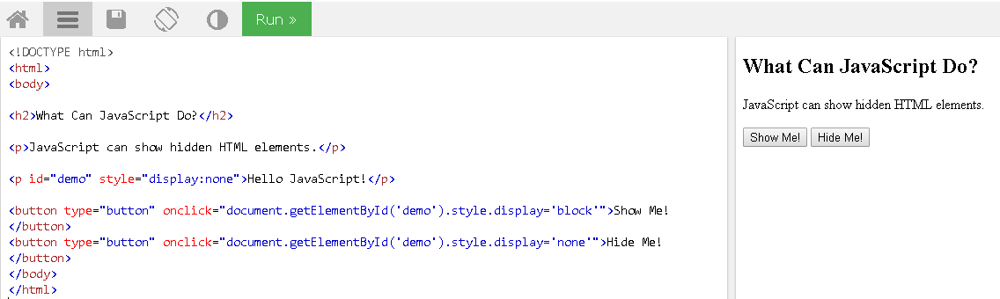 Run »
<!DOCTYPE html>
<html>
<body>
<h2>What Can JavaScript Do?</h2>
<p>JavaScript can show hidden HTML elements.</p>
<p id="demo" style="display:none">Hello JavaScript!</p>
<button type="button" onclick="document.getElementById('demo').style.display='block'">Show Me!
</button>
<button type="button" onclick="document.getElementById('demo').style.display='none'">Hide Me!
</button>
</body>
</html>
What Can JavaScript Do?
JavaScript can show hidden HTML elements.
Show Me! Hide Me!